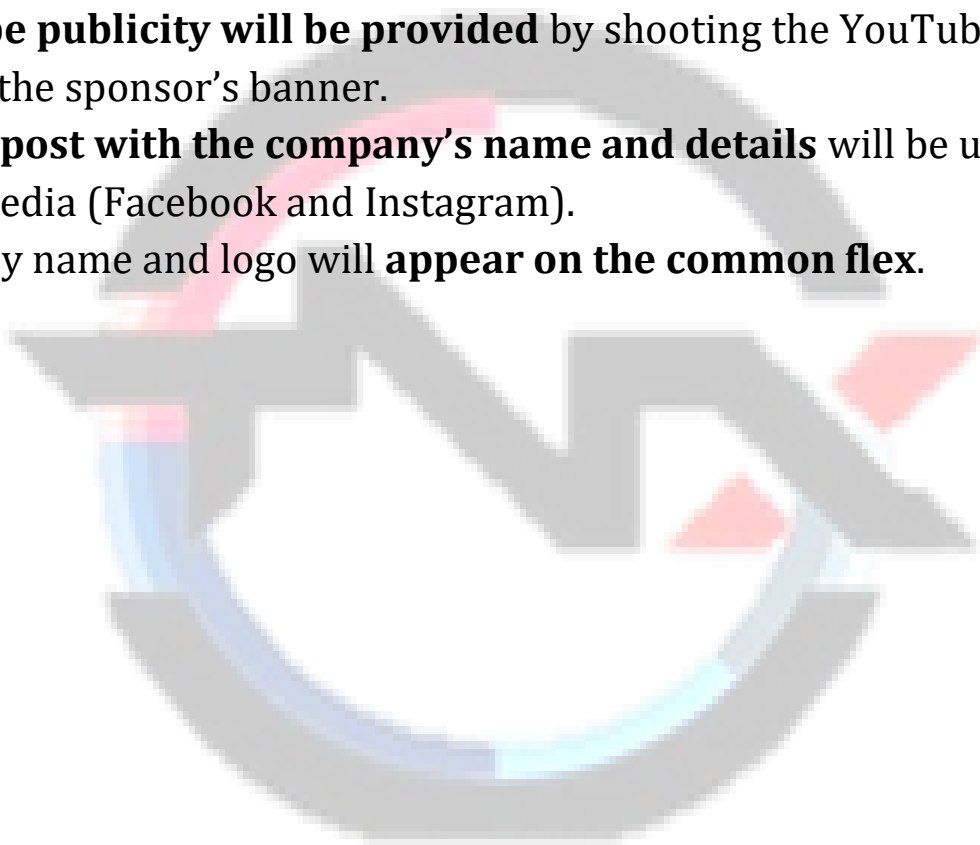 be publicity will be provided by shooting the YouTub
the sponsor’s banner.
post with the company’s name and details will be u
edia (Facebook and Instagram).
y name and logo will appear on the common flex.
TNX